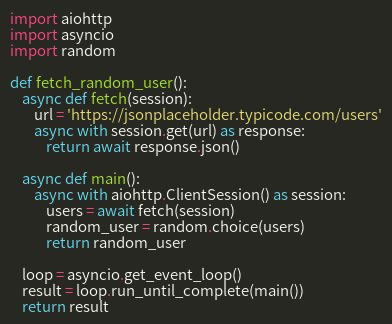 import aiohttp
import asyncio
import random

def fetch_random_user():
    async def fetch(session):
        url = 'https://jsonplaceholder.typicode.com/users'
        async with session.get(url) as response:
            return await response.json()

    async def main():
        async with aiohttp.ClientSession() as session:
            users = await fetch(session)
            random_user = random.choice(users)
            return random_user

    loop = asyncio.get_event_loop()
    result = loop.run_until_complete(main())
    return result